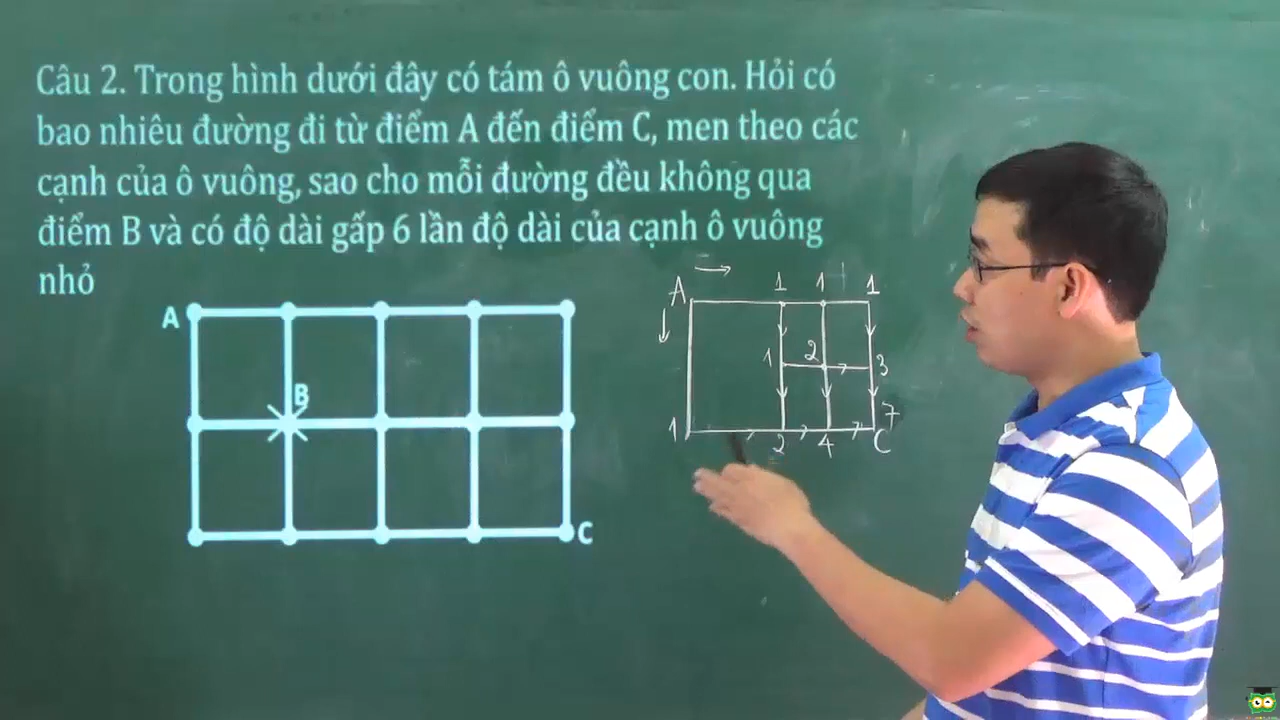 Câu 2. Trong hình dưới đây có tám ô vuông con. Hỏi có
bao nhiêu đường đi từ điểm A đến điểm C, men theo các
cạnh của ô vuông, sao cho mỗi đường đều không qua
điểm B và có độ dài gấp 6 lần độ dài của cạnh ô vuông
nhỏ
A
B
C
A 1 1 1
1 2 3
7
1 2 4 C